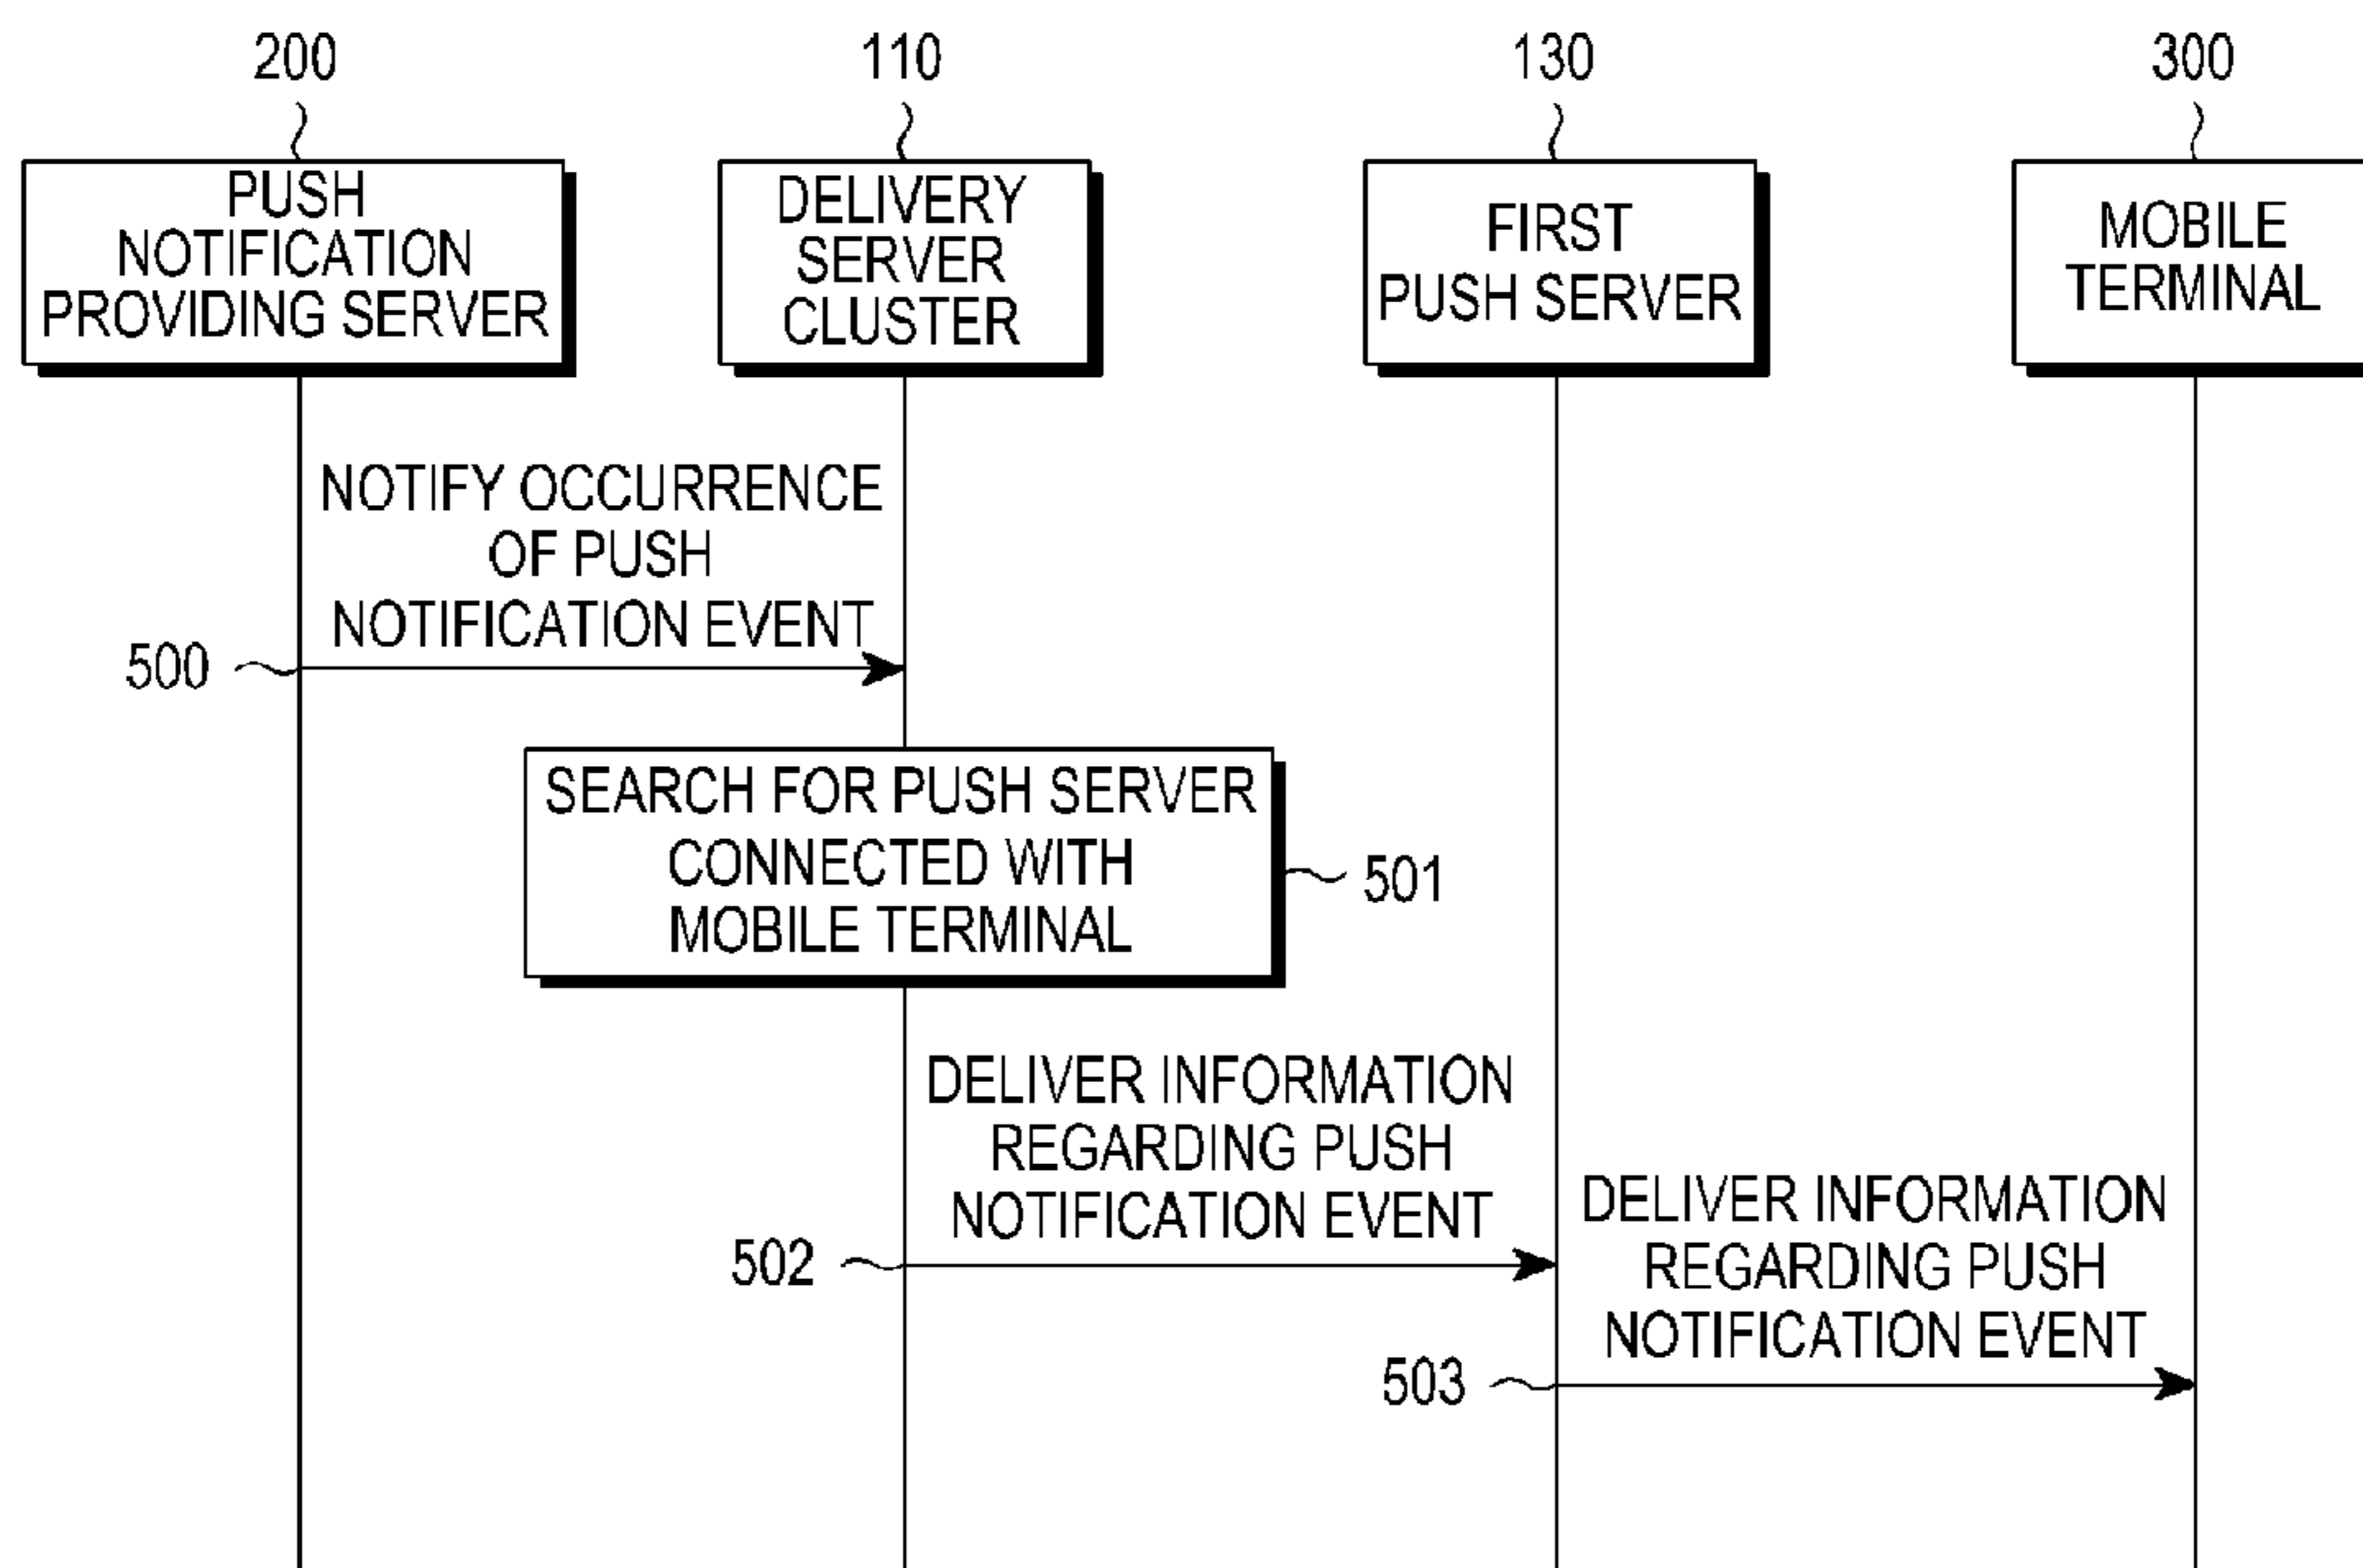 200
110
130
300
PUSH
NOTIFICATION
PROVIDING SERVER
DELIVERY
SERVER
CLUSTER
FIRST
PUSH SERVER
MOBILE
TERMINAL
NOTIFY OCCURRENCE
OF PUSH
NOTIFICATION EVENT
500
SEARCH FOR PUSH SERVER
CONNECTED WITH
MOBILE TERMINAL
501
DELIVER INFORMATION
REGARDING PUSH
NOTIFICATION EVENT
502
DELIVER INFORMATION
REGARDING PUSH
NOTIFICATION EVENT
503